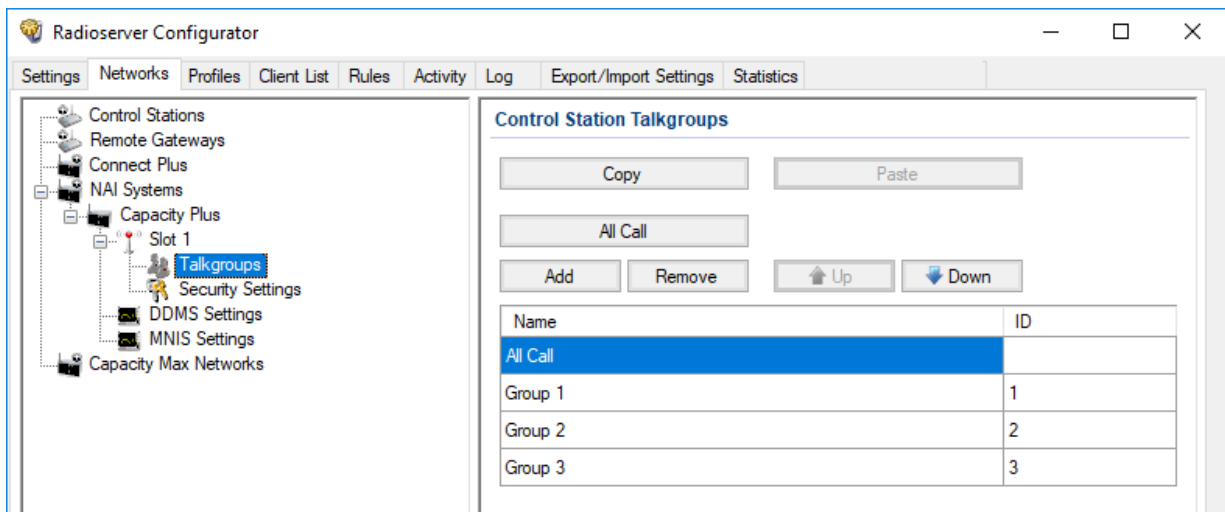 Radioserver Configurator
Settings Networks Profiles Client List Rules Activity Log Export/Import Settings Statistics
Control Stations
Remote Gateways
Connect Plus
NAI Systems
Capacity Plus
Slot 1
Talkgroups
Security Settings
DDMS Settings
MNIS Settings
Capacity Max Networks
Control Station Talkgroups
Copy Paste
All Call
Add Remove Up Down
Name ID
All Call
Group 1 1
Group 2 2
Group 3 3